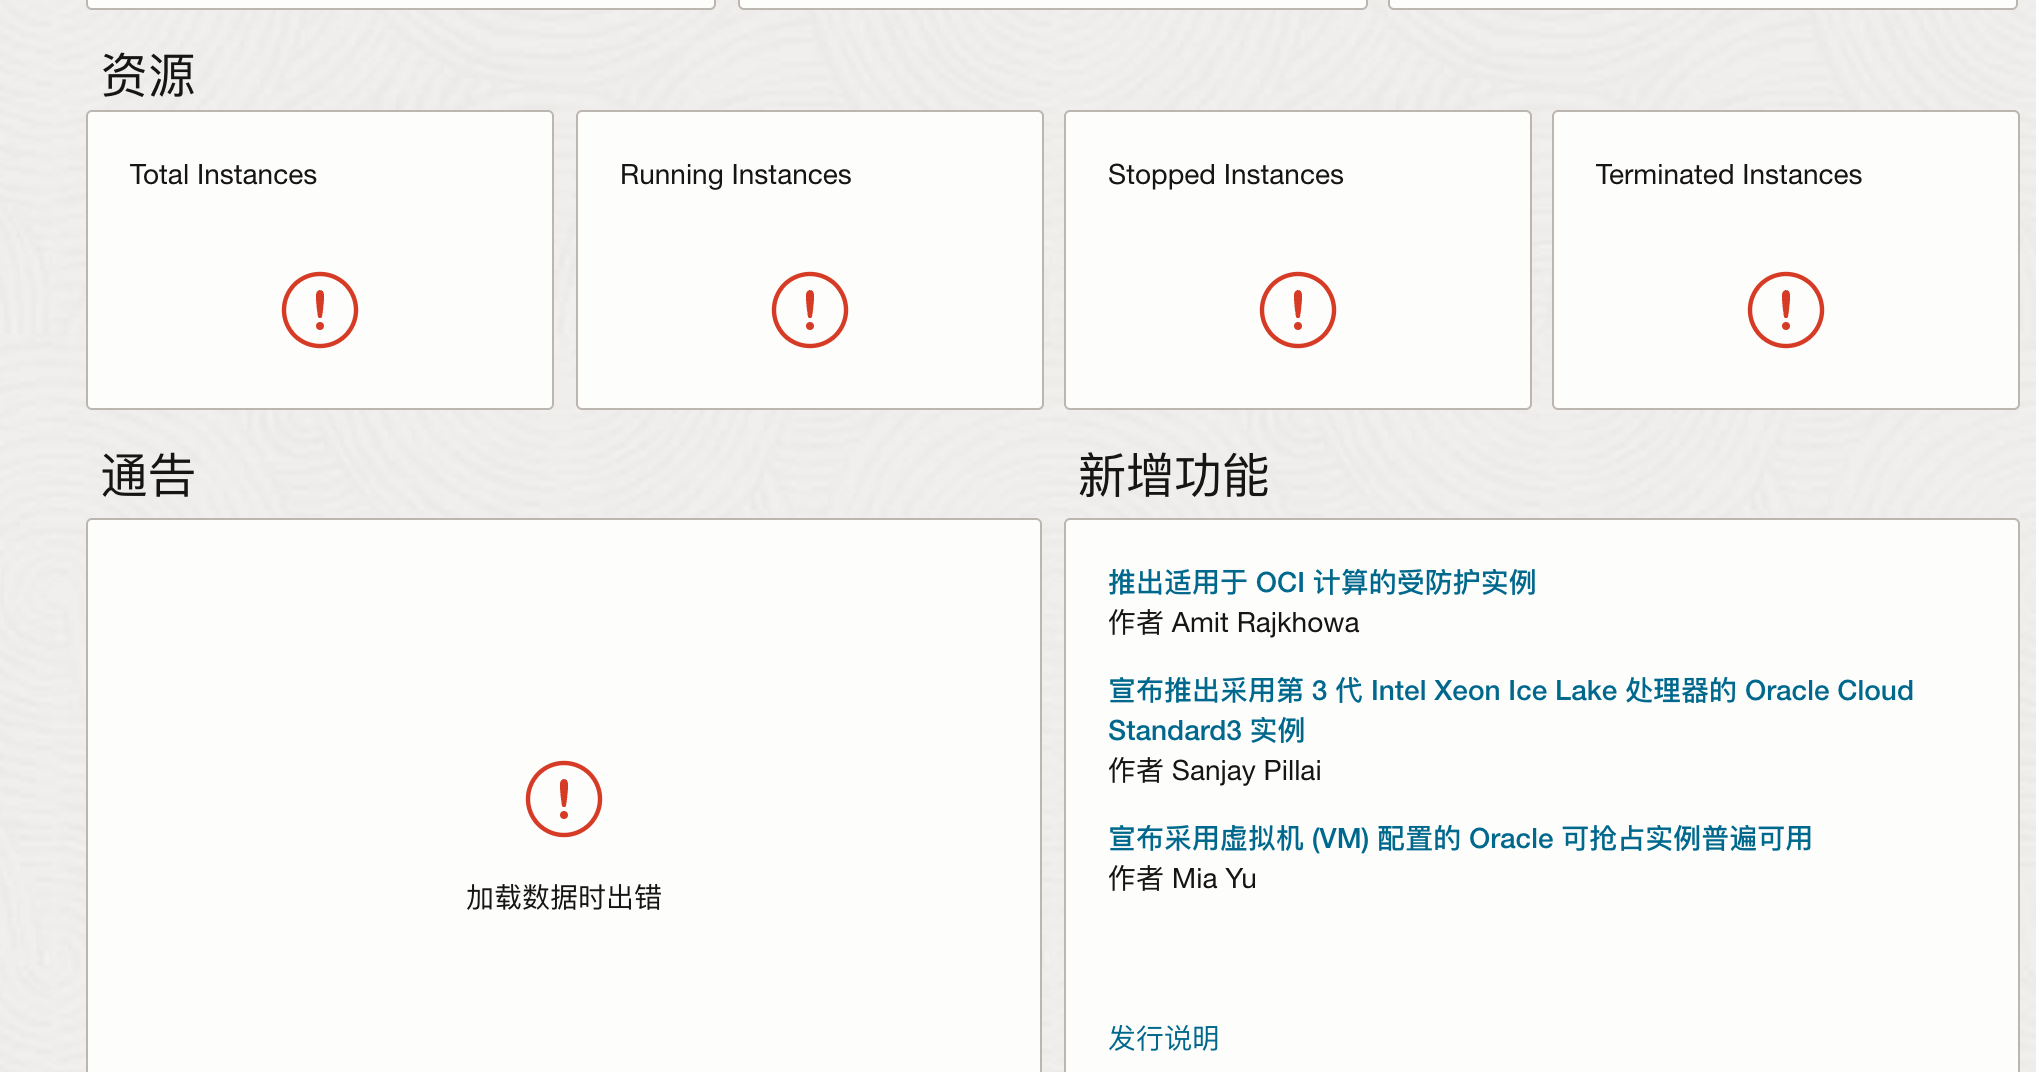 资源
Total Instances
Running Instances
Stopped Instances
Terminated Instances
通告
加载数据时出错
新增功能
推出适用于 OCI 计算的受防护实例
作者 Amit Rajkhowa
宣布推出采用第 3 代 Intel Xeon Ice Lake 处理器的 Oracle Cloud
Standard3 实例
作者 Sanjay Pillai
宣布采用虚拟机 (VM) 配置的 Oracle 可抢占实例普遍可用
作者 Mia Yu
发行说明